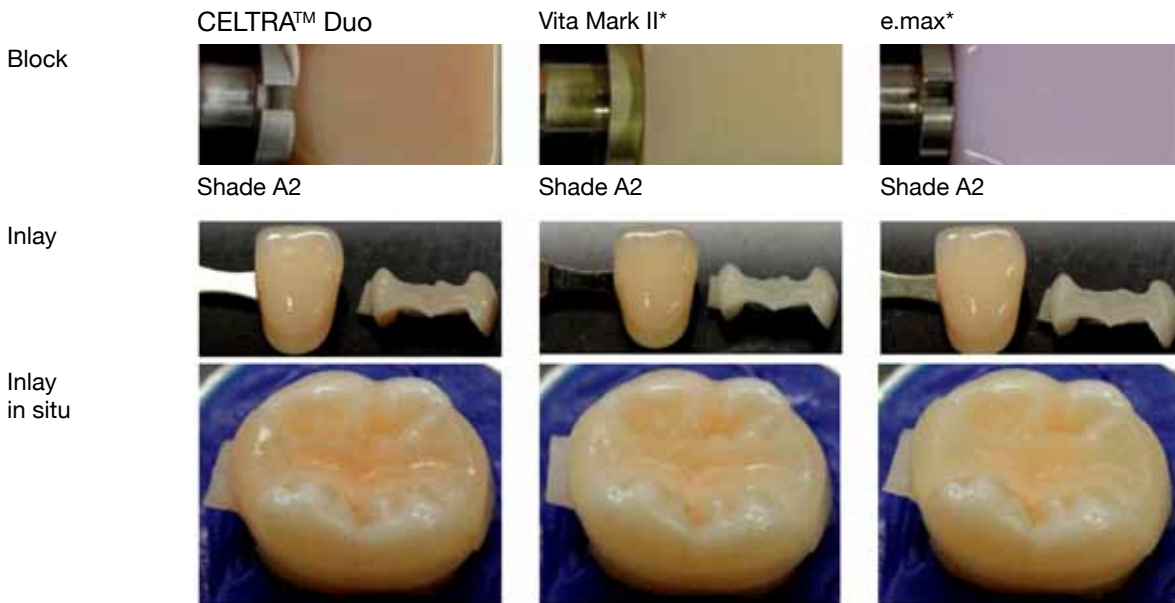 CELTRA™ Duo
Vita Mark II*
e.max*
Block
Shade A2
Shade A2
Shade A2
Inlay
Inlay
in situ